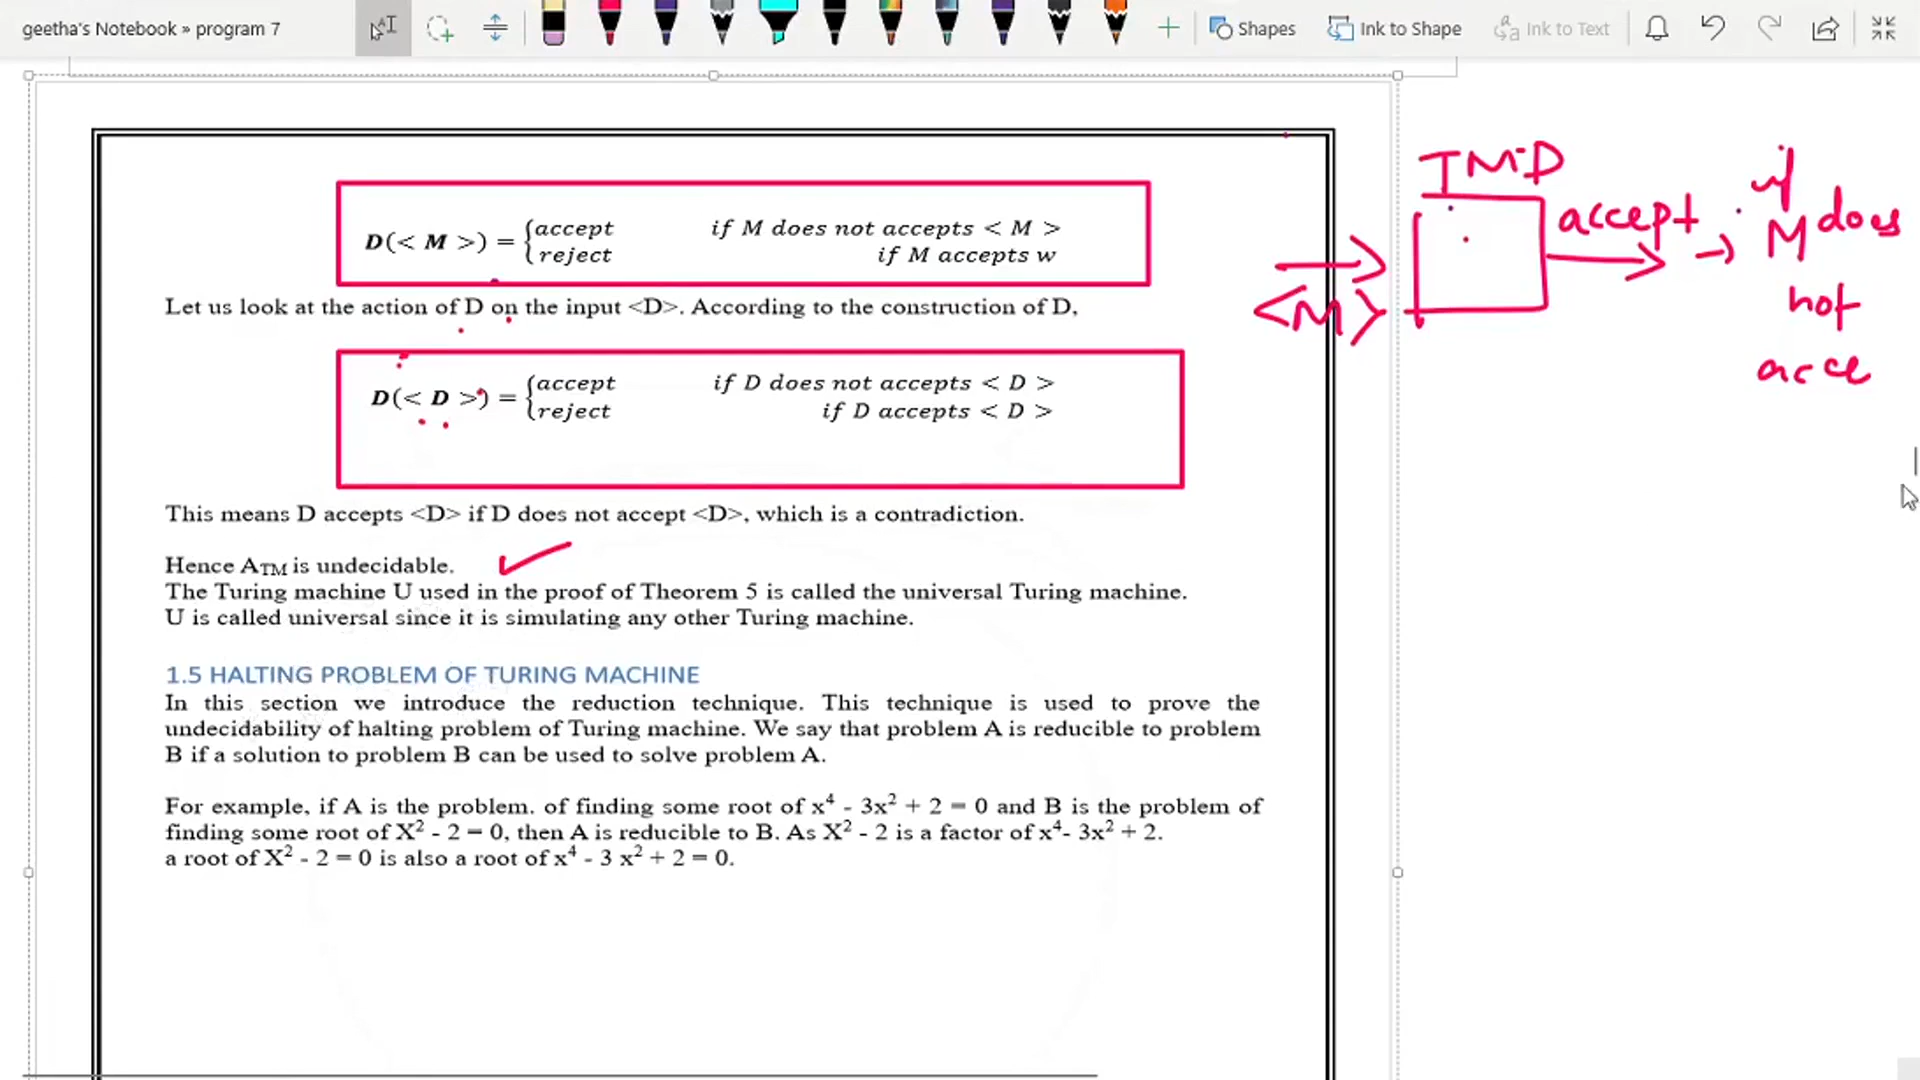 geetha's Notebook » program 7
Shapes
Ink to Shape
Ink to Text
D(< M >) = {accept if M does not accepts < M >
reject if M accepts w
Let us look at the action of D on the input <D>. According to the construction of D,
D(< D >) = {accept if D does not accepts < D >
reject if D accepts < D >
This means D accepts <D> if D does not accept <D>, which is a contradiction.
Hence ATM is undecidable.
The Turing machine U used in the proof of Theorem 5 is called the universal Turing machine.
U is called universal since it is simulating any other Turing machine.
1.5 HALTING PROBLEM OF TURING MACHINE
In this section we introduce the reduction technique. This technique is used to prove the
undecidability of halting problem of Turing machine. We say that problem A is reducible to problem
B if a solution to problem B can be used to solve problem A.
For example, if A is the problem. of finding some root of x⁴ - 3x² + 2 = 0 and B is the problem of
finding some root of X² - 2 = 0, then A is reducible to B. As X² - 2 is a factor of x⁴- 3x² + 2.
a root of X² - 2 = 0 is also a root of x⁴ - 3 x² + 2 = 0.
TM-D
<M>
accept → if
M does
not
acce